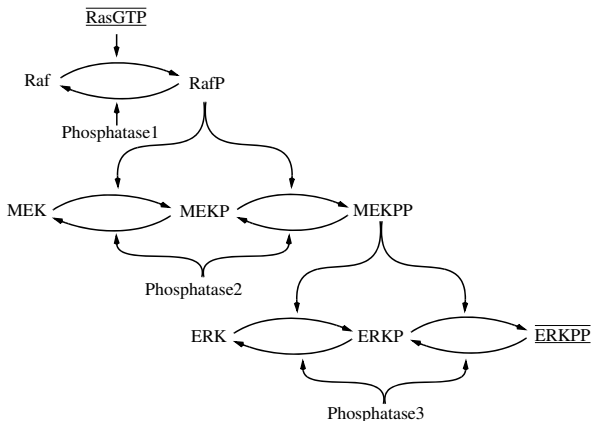 RasGTP
Raf RafP
Phosphatase1
MEK MEKP MEKPP
Phosphatase2
ERK ERKP ERKPP
Phosphatase3